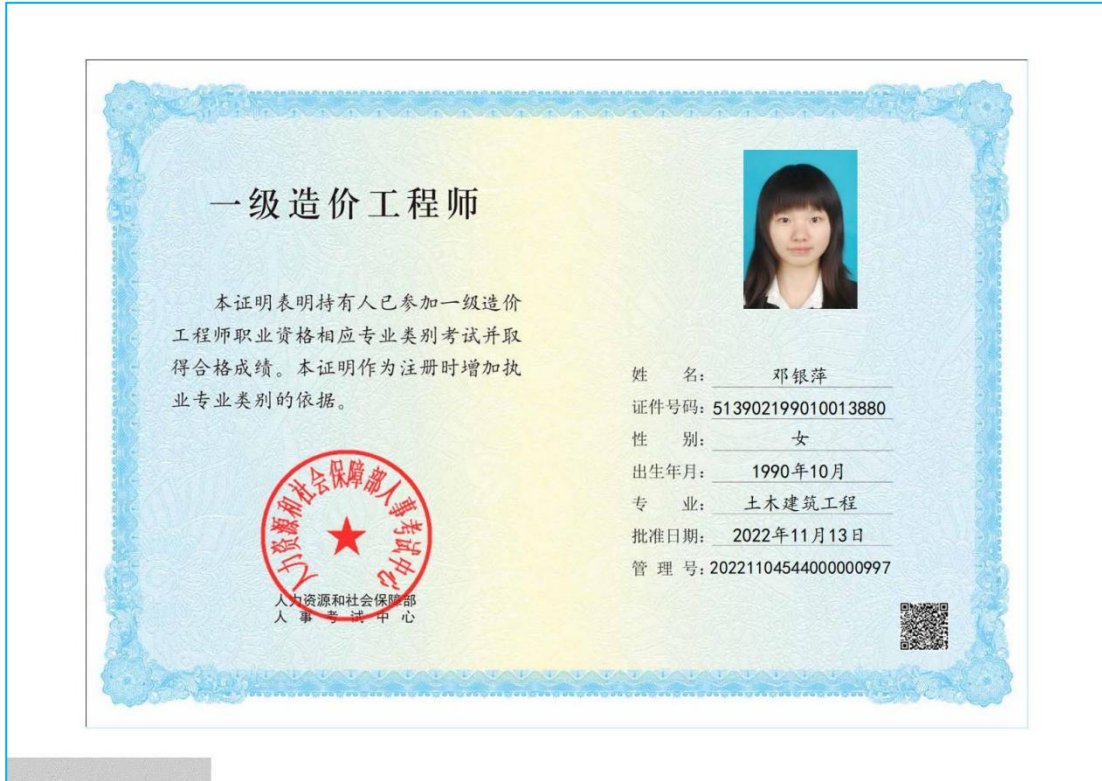 一级造价工程师
本证明表明持有人已参加一级造价
工程师职业资格相应专业类别考试并取
得合格成绩。本证明作为注册时增加执
业专业类别的依据。
人力资源和社会保障部人事考试中心
人力资源和社会保障部
人事考试中心
姓 名: 邓银萍
证件号码: 513902199010013880
性 别: 女
出生年月: 1990年10月
专 业: 土木建筑工程
批准日期: 2022年11月13日
管 理 号: 20221104544000000997